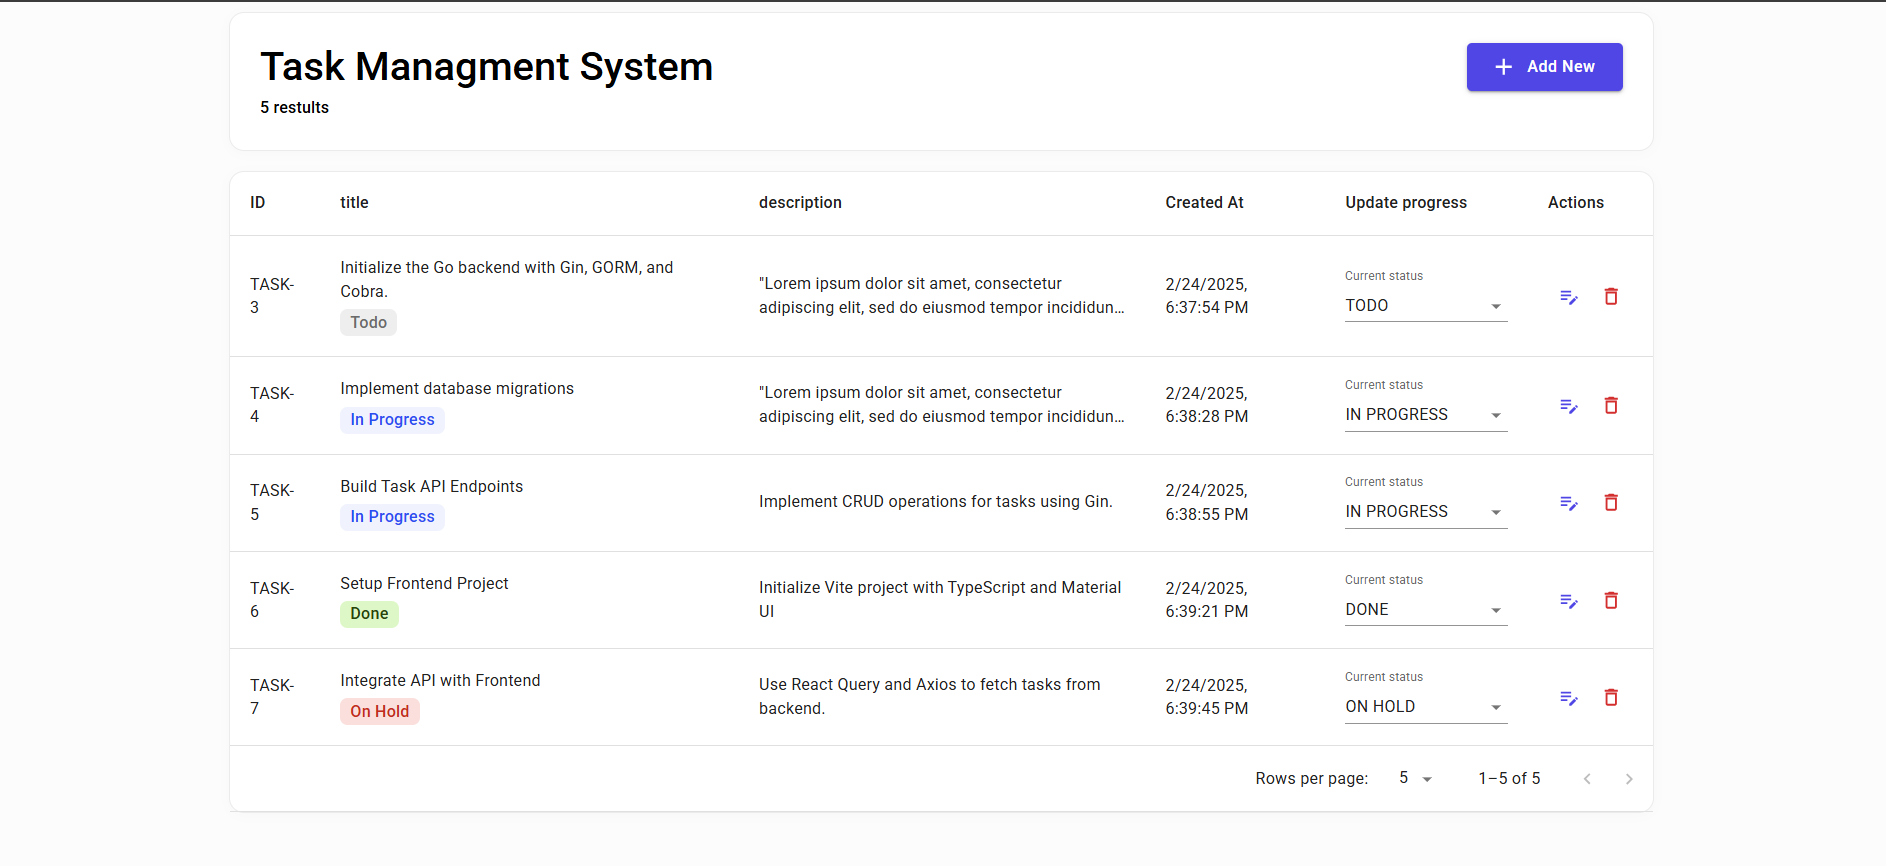 Task Managment System
5 restults
Add New
ID
title
description
Created At
Update progress
Actions
TASK-
3
Initialize the Go backend with Gin, GORM, and
Cobra.
Todo
"Lorem ipsum dolor sit amet, consectetur
adipiscing elit, sed do eiusmod tempor incididun…
2/24/2025,
6:37:54 PM
Current status
TODO
TASK-
4
Implement database migrations
In Progress
"Lorem ipsum dolor sit amet, consectetur
adipiscing elit, sed do eiusmod tempor incididun…
2/24/2025,
6:38:28 PM
Current status
IN PROGRESS
TASK-
5
Build Task API Endpoints
In Progress
Implement CRUD operations for tasks using Gin.
2/24/2025,
6:38:55 PM
Current status
IN PROGRESS
TASK-
6
Setup Frontend Project
Done
Initialize Vite project with TypeScript and Material
UI
2/24/2025,
6:39:21 PM
Current status
DONE
TASK-
7
Integrate API with Frontend
On Hold
Use React Query and Axios to fetch tasks from
backend.
2/24/2025,
6:39:45 PM
Current status
ON HOLD
Rows per page:
5
1–5 of 5